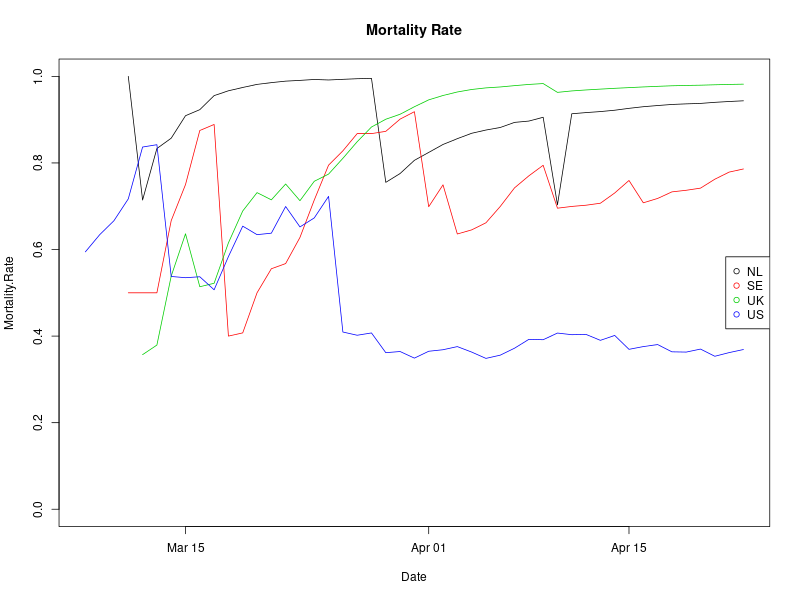 Mortality Rate
Mortality.Rate
1.0
0.8
0.6
0.4
0.2
0.0
NL
SE
UK
US
Mar 15
Apr 01
Apr 15
Date